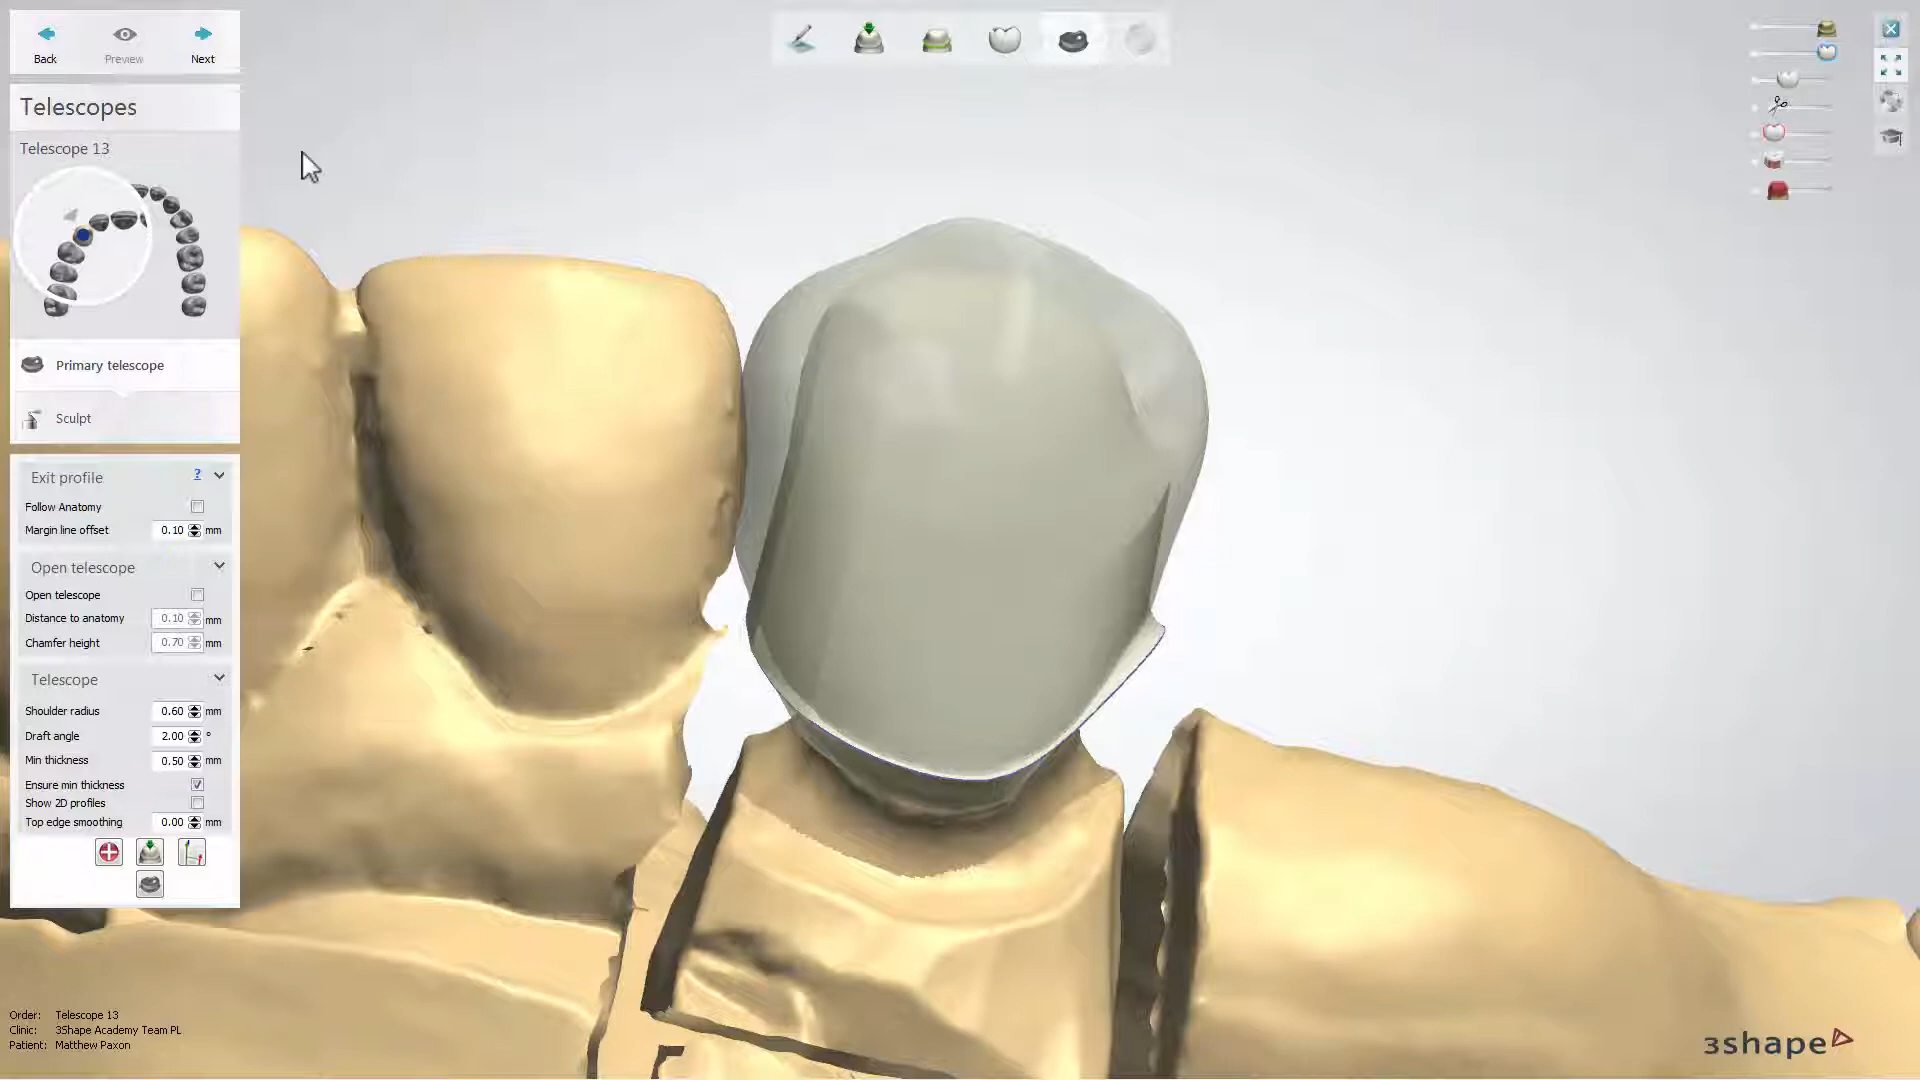 Back
Preview
Next
Telescopes
Telescope 13
Primary telescope
Sculpt
Exit profile ?
Follow Anatomy
Margin line offset 0.10 mm
Open telescope
Open telescope
Distance to anatomy 0.10 mm
Chamfer height 0.70 mm
Telescope
Shoulder radius 0.60 mm
Draft angle 2.00 °
Min thickness 0.50 mm
Ensure min thickness
Show 2D profiles
Top edge smoothing 0.00 mm
Order: Telescope 13
Clinic: 3Shape Academy Team PL
Patient: Matthew Paxon
3shape